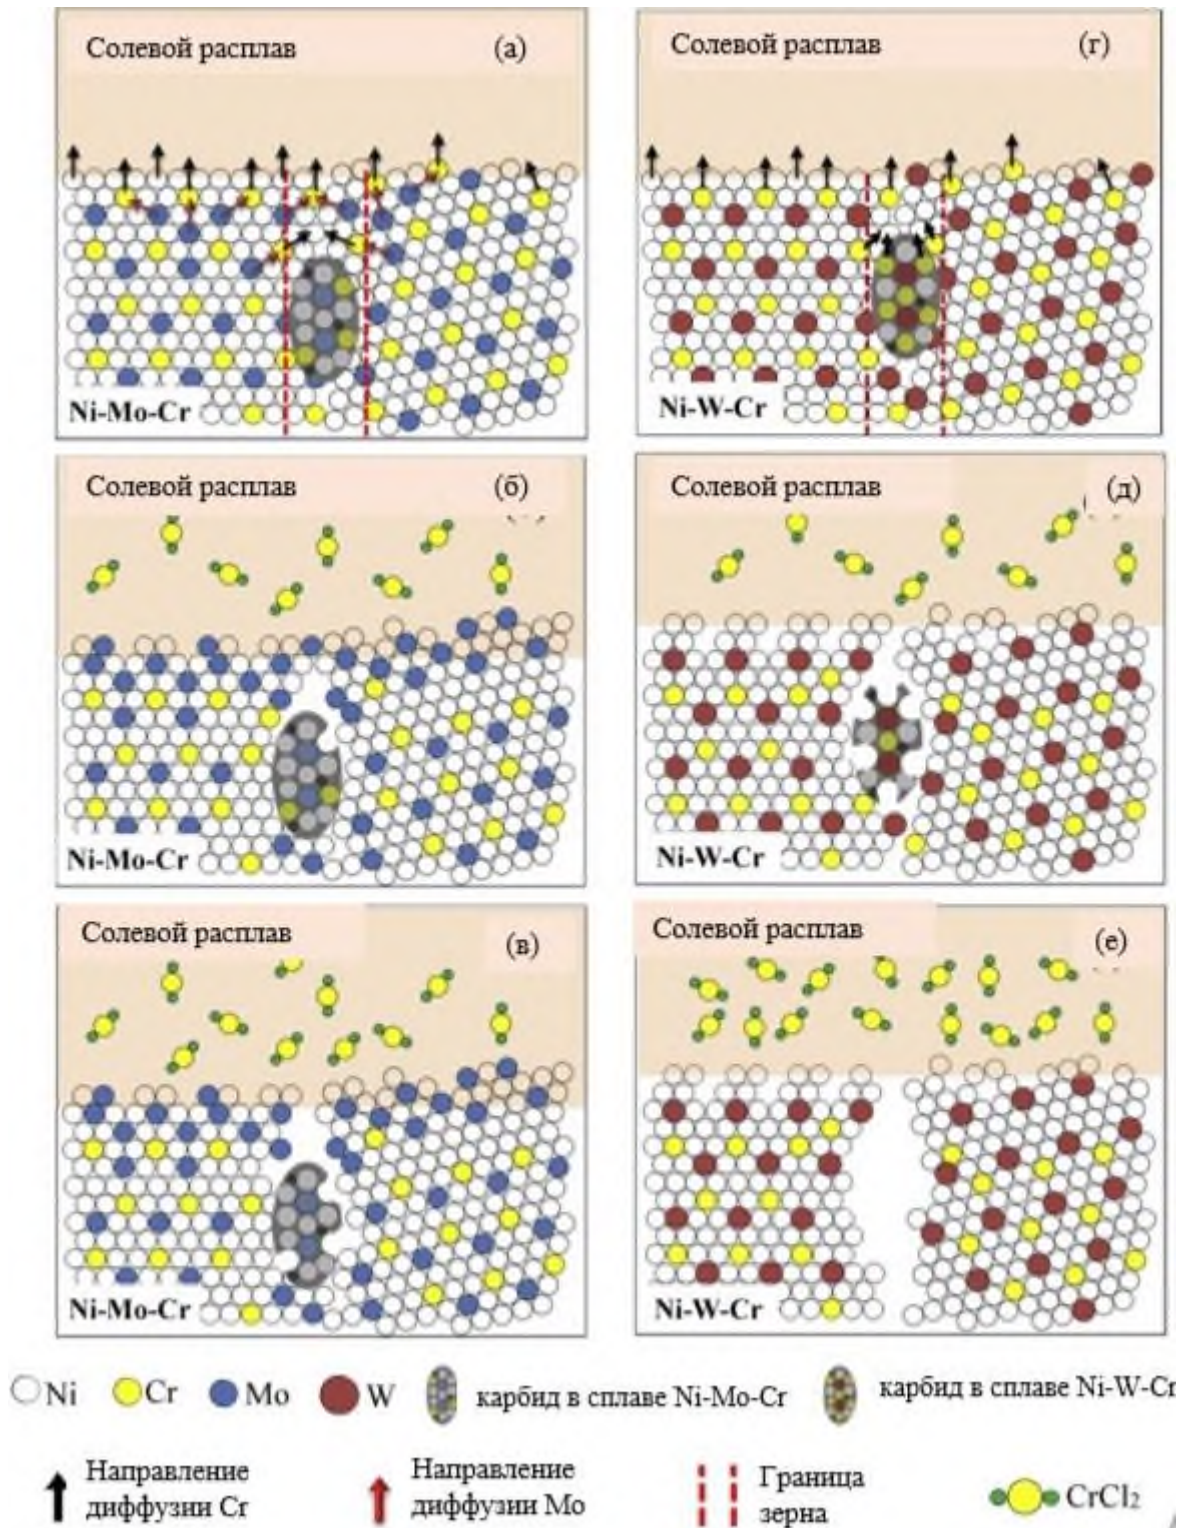 Солевой расплав (а)
Ni-Mo-Cr
Солевой расплав (г)
Ni-W-Cr
Солевой расплав (б)
Ni-Mo-Cr
Солевой расплав (д)
Ni-W-Cr
Солевой расплав (в)
Ni-Mo-Cr
Солевой расплав (е)
Ni-W-Cr
Ni Cr Mo W карбид в сплаве Ni-Mo-Cr карбид в сплаве Ni-W-Cr
Направление
диффузии Cr
Направление
диффузии Mo
Граница
зерна
CrCl₂